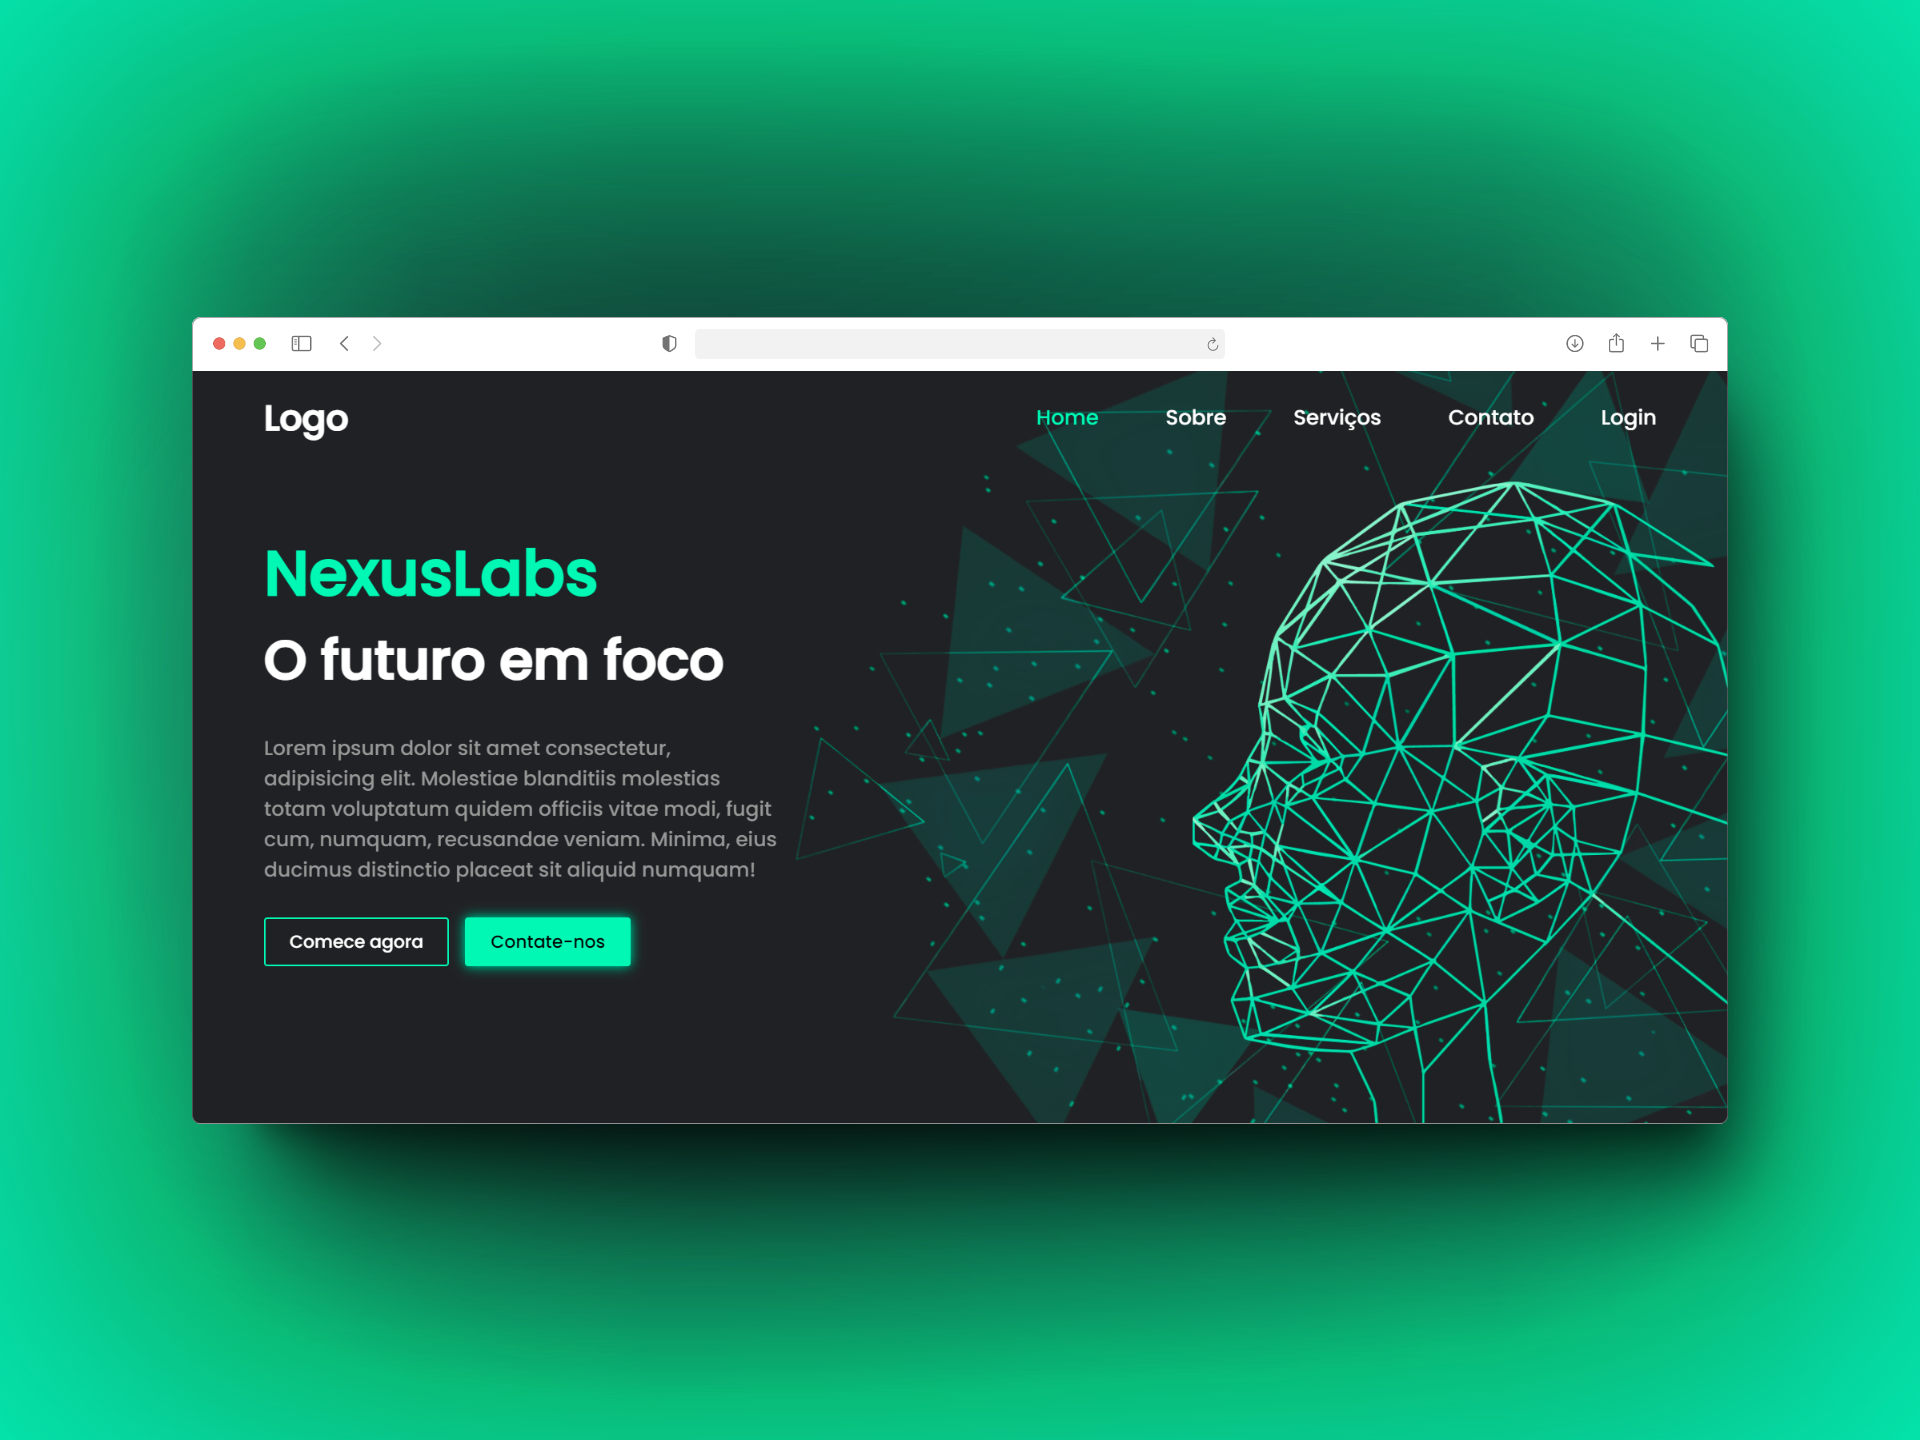 Logo
Home Sobre Serviços Contato Login
NexusLabs
O futuro em foco
Lorem ipsum dolor sit amet consectetur,
adipisicing elit. Molestiae blanditiis molestias
totam voluptatum quidem officiis vitae modi, fugit
cum, numquam, recusandae veniam. Minima, eius
ducimus distinctio placeat sit aliquid numquam!
Comece agora
Contate-nos